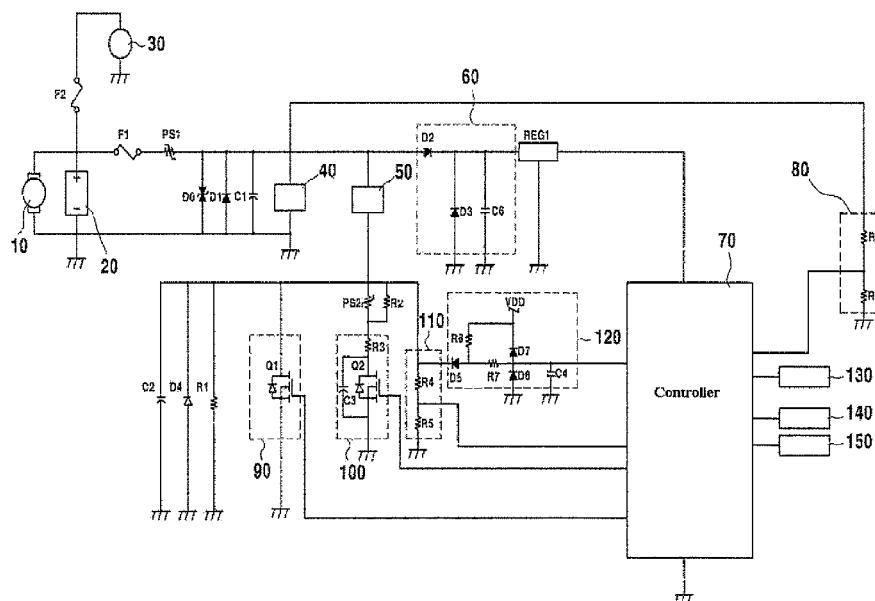 30
60
F2
F1
PS1
D2
REG1
D0
D1
C1
40
50
D3
C6
80
10
20
70
R
R
PS2
R2
110
VDD
120
R3
R8
D7
Q1
Q2
D5
R7
D6
C4
C2
D4
R1
C3
R4
R5
Controller
130
140
150
90
100